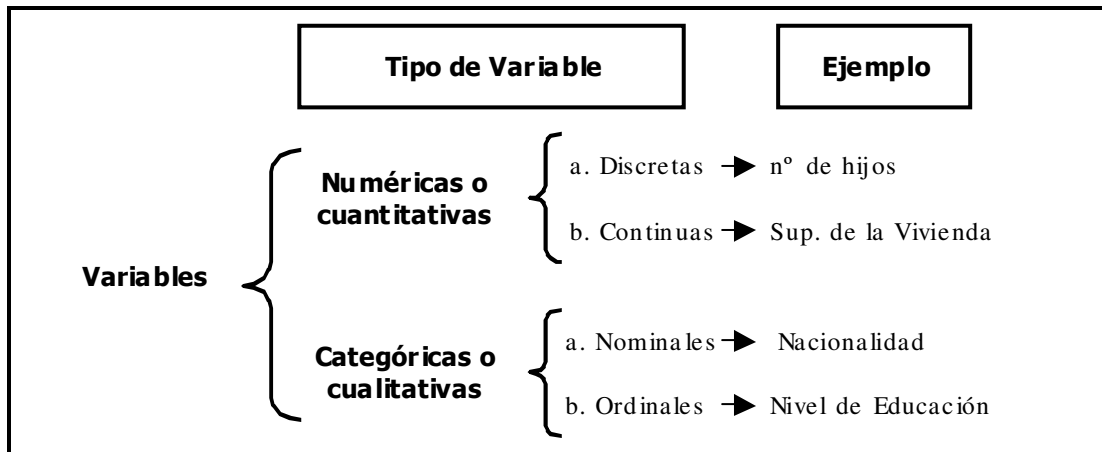 Tipo de Variable
Ejemplo
Variables
Numéricas o
cuantitativas
a. Discretas
nº de hijos
b. Continuas
Sup. de la Vivienda
Categóricas o
cualitativas
a. Nominales
Nacionalidad
b. Ordinales
Nivel de Educación